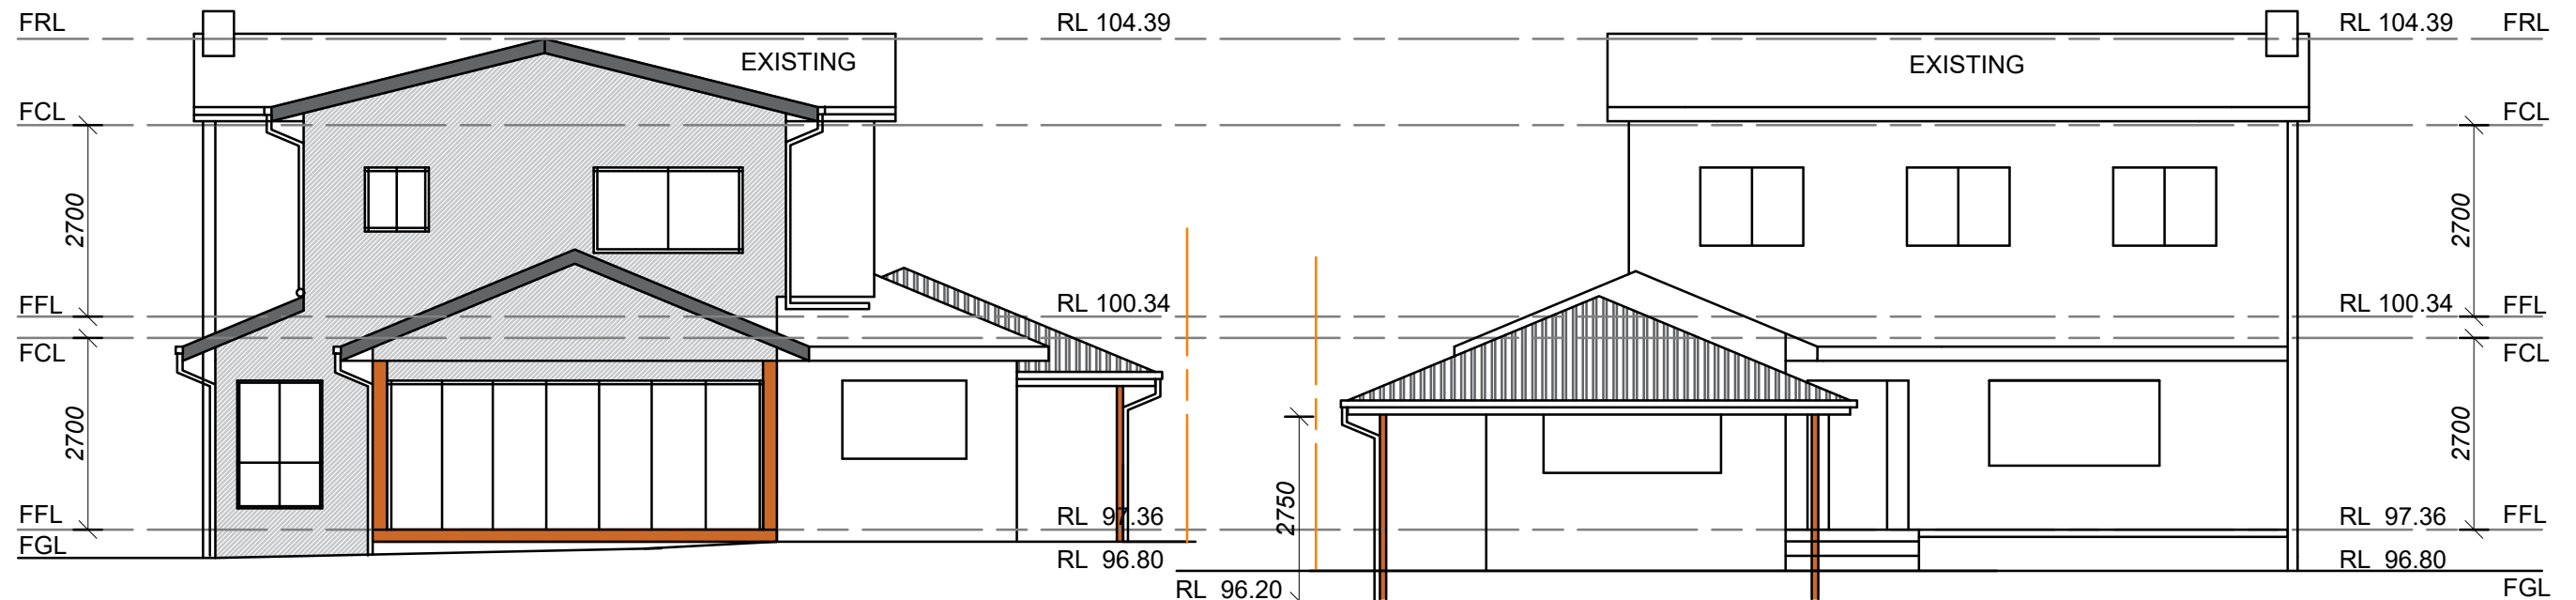 FRL RL 104.39 RL 104.39 FRL
EXISTING EXISTING
FCL FCL
2700 2700
FFL RL 100.34 RL 100.34 FFL
FCL FCL
2700 2700
2750
FFL RL 97.36 RL 97.36 FFL
FGL RL 96.80 RL 96.80
RL 96.20 FGL